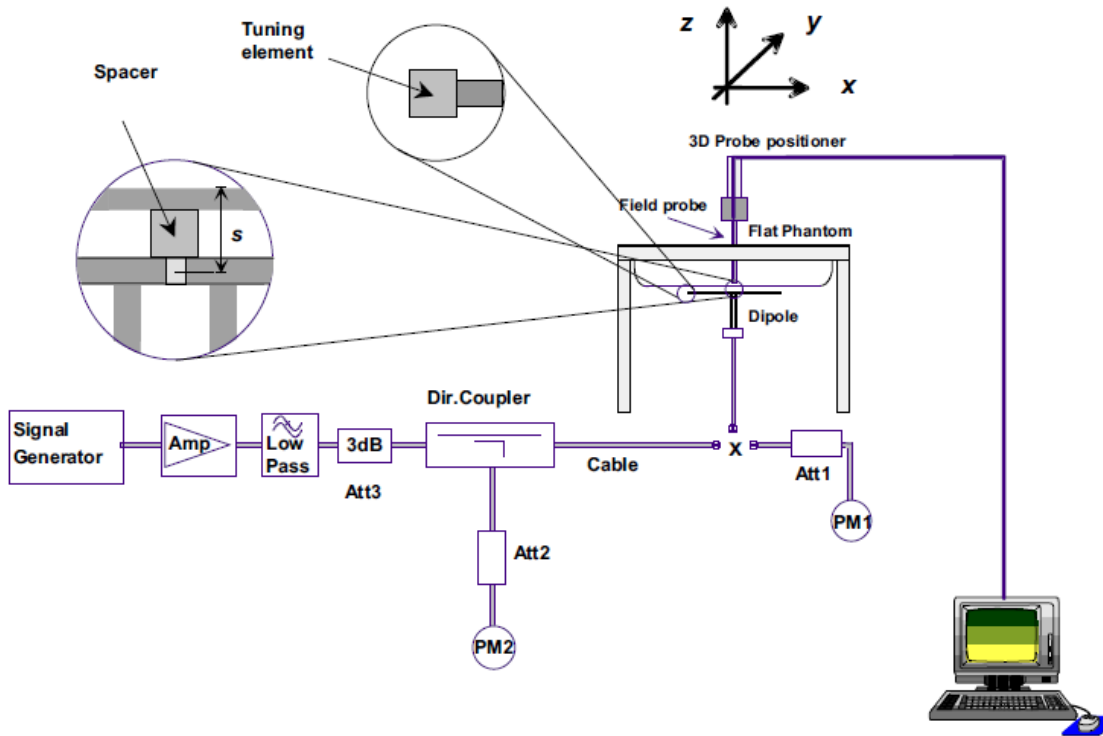 Tuning
element
Spacer
s
z
y
x
3D Probe positioner
Field probe
Flat Phantom
Dipole
Dir.Coupler
Signal
Generator
Amp
Low
Pass
3dB
Att3
Cable
X
Att1
PM1
Att2
PM2